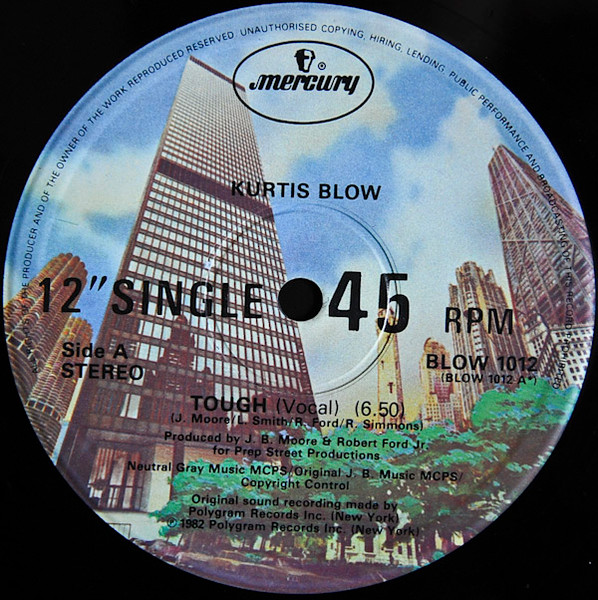 RIGHTS OF THE PRODUCER AND OF THE OWNER OF THE WORK REPRODUCED RESERVED. UNAUTHORISED COPYING, HIRING, LENDING, PUBLIC PERFORMANCE AND BROADCASTING OF THIS RECORD
mercury ®
KURTIS BLOW
12" SINGLE 45 RPM
Side A
STEREO
BLOW 1012
(BLOW 1012 A")
TOUGH (Vocal) (6.50)
(J. Moore/L. Smith/R. Ford/R. Simmons)
Produced by J. B. Moore & Robert Ford Jr.
for Prep Street Productions
Neutral Gray Music MCPS/Original J. B. Music MCPS/
Copyright Control
Original sound recording made by
Polygram Records Inc. (New York)
℗ 1982 Polygram Records Inc. (New York)